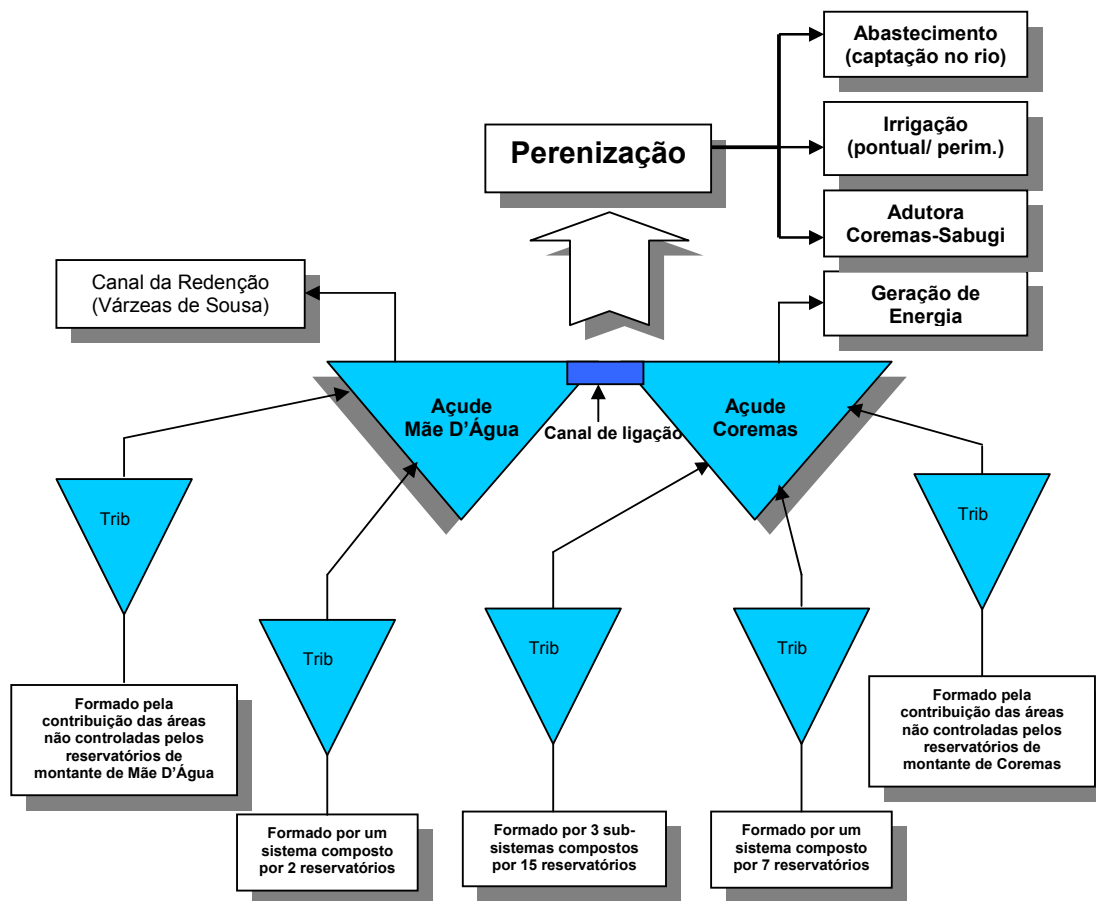 Abastecimento
(captação no rio)
Perenização
Irrigação
(pontual/ perim.)
Adutora
Coremas-Sabugi
Canal da Redenção
(Várzeas de Sousa)
Geração de
Energia
Açude
Mãe D'Água
Canal de ligação
Açude
Coremas
Trib
Trib
Trib
Trib
Trib
Formado pela
contribuição das áreas
não controladas pelos
reservatórios de
montante de Mãe D'Água
Formado por um
sistema composto
por 2 reservatórios
Formado por 3 sub-
sistemas compostos
por 15 reservatórios
Formado por um
sistema composto
por 7 reservatórios
Formado pela
contribuição das áreas
não controladas pelos
reservatórios de
montante de Coremas